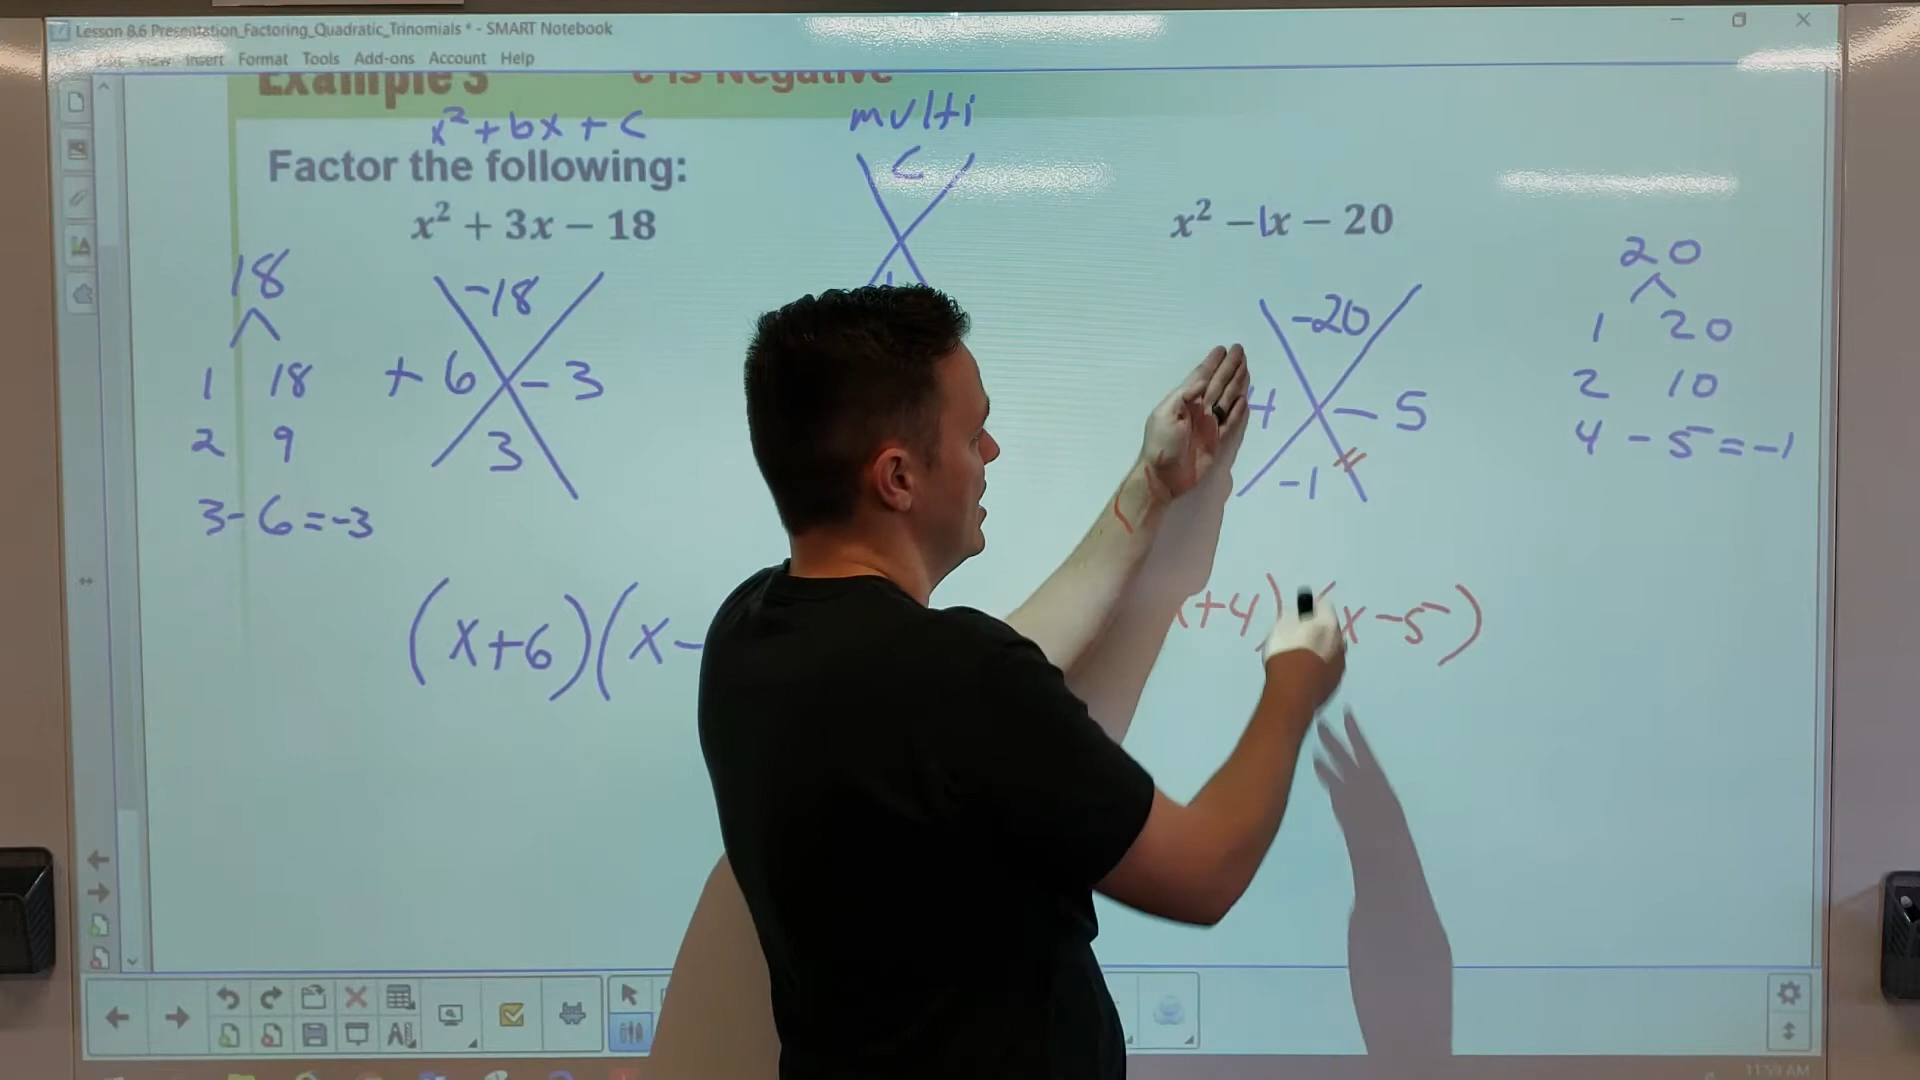 Lesson 8.6 Presentation_Factoring_Quadratic_Trinomials * - SMART Notebook
Edit View Insert Format Tools Add-ons Account Help
Example 3 c is Negative
x² + bx + c
multi
c
Factor the following:
x² + 3x − 18
x² −1x − 20
18
1 18
2 9
3 - 6 = -3
-18
+ 6 - 3
3
-20
4 - 5
-1
20
1 20
2 10
4 - 5 = -1
(x+6)(x-
x+4)(x-5)
11:59 AM